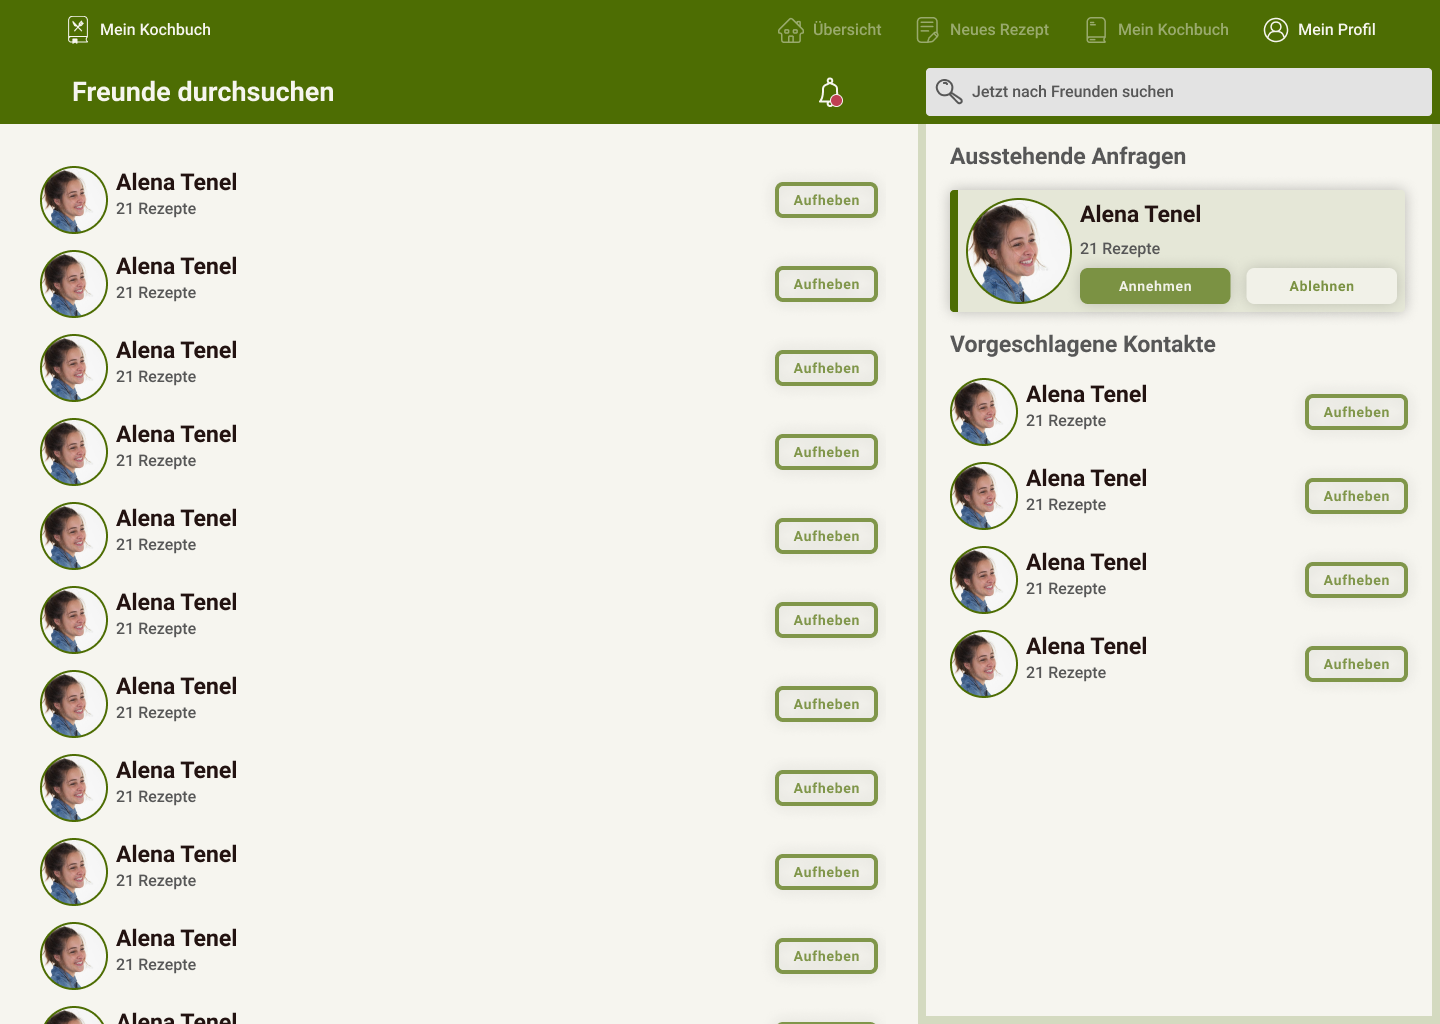 Mein Kochbuch
Übersicht
Neues Rezept
Mein Kochbuch
Mein Profil
Freunde durchsuchen
Jetzt nach Freunden suchen
Alena Tenel
21 Rezepte
Aufheben
Alena Tenel
21 Rezepte
Aufheben
Alena Tenel
21 Rezepte
Aufheben
Alena Tenel
21 Rezepte
Aufheben
Alena Tenel
21 Rezepte
Aufheben
Alena Tenel
21 Rezepte
Aufheben
Alena Tenel
21 Rezepte
Aufheben
Alena Tenel
21 Rezepte
Aufheben
Alena Tenel
21 Rezepte
Aufheben
Alena Tenel
21 Rezepte
Aufheben
Alena Tenel
Ausstehende Anfragen
Alena Tenel
21 Rezepte
Annehmen
Ablehnen
Vorgeschlagene Kontakte
Alena Tenel
21 Rezepte
Aufheben
Alena Tenel
21 Rezepte
Aufheben
Alena Tenel
21 Rezepte
Aufheben
Alena Tenel
21 Rezepte
Aufheben